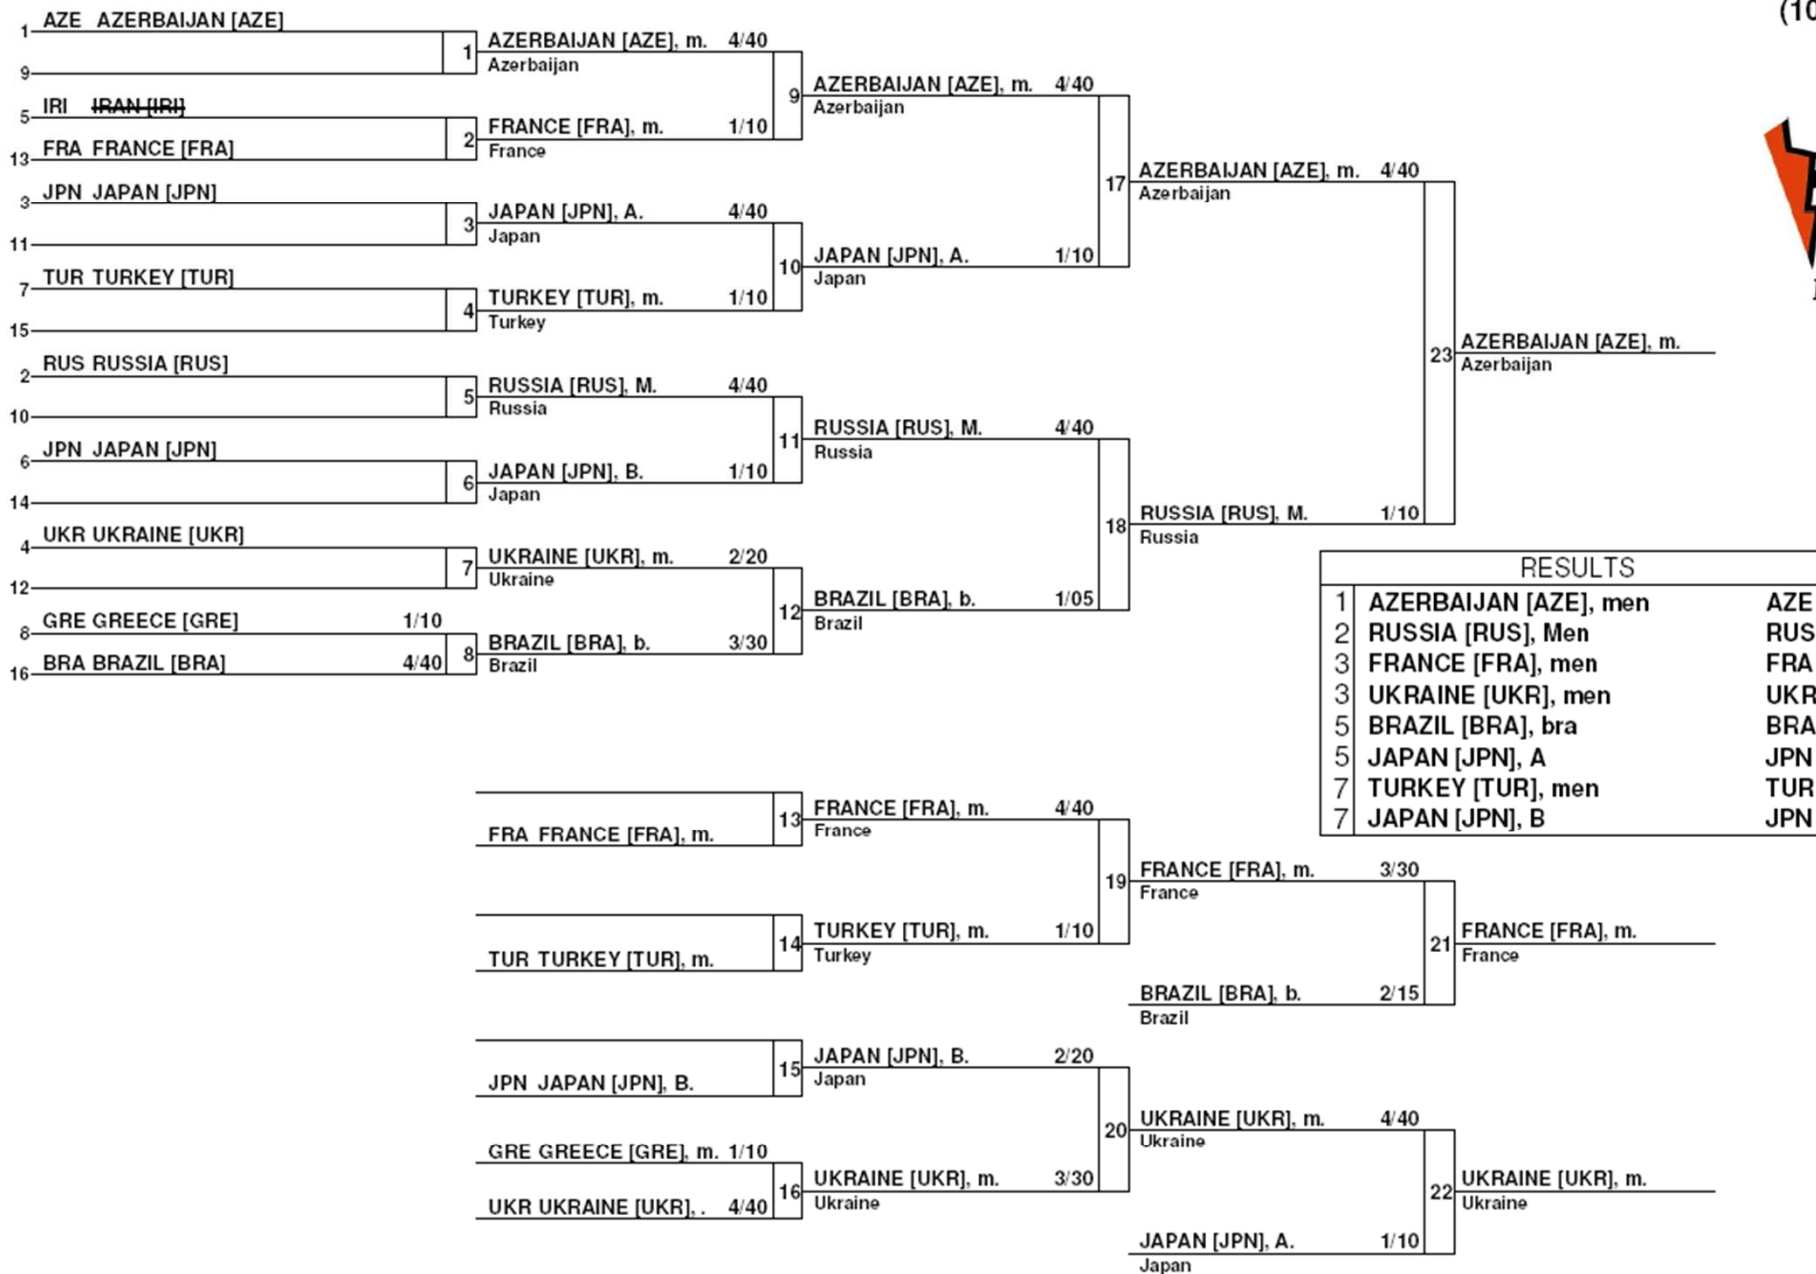 (10
1 AZE AZERBAIJAN [AZE]
1 AZERBAIJAN [AZE], m. 4/40
Azerbaijan
9
9 AZERBAIJAN [AZE], m. 4/40
Azerbaijan
5 IRI IRAN [IRI]
2 FRANCE [FRA], m. 1/10
France
13 FRA FRANCE [FRA]
17 AZERBAIJAN [AZE], m. 4/40
Azerbaijan
3 JPN JAPAN [JPN]
3 JAPAN [JPN], A. 4/40
Japan
11
10 JAPAN [JPN], A. 1/10
Japan
7 TUR TURKEY [TUR]
4 TURKEY [TUR], m. 1/10
Turkey
15
23 AZERBAIJAN [AZE], m.
Azerbaijan
2 RUS RUSSIA [RUS]
5 RUSSIA [RUS], M. 4/40
Russia
10
11 RUSSIA [RUS], M. 4/40
Russia
6 JPN JAPAN [JPN]
6 JAPAN [JPN], B. 1/10
Japan
14
18 RUSSIA [RUS], M. 1/10
Russia
4 UKR UKRAINE [UKR]
7 UKRAINE [UKR], m. 2/20
Ukraine
12
12 BRAZIL [BRA], b. 1/05
Brazil
8 GRE GREECE [GRE] 1/10
8 BRAZIL [BRA], b. 3/30
Brazil
16 BRA BRAZIL [BRA] 4/40
RESULTS
1 AZERBAIJAN [AZE], men AZE
2 RUSSIA [RUS], Men RUS
3 FRANCE [FRA], men FRA
3 UKRAINE [UKR], men UKR
5 BRAZIL [BRA], bra BRA
5 JAPAN [JPN], A JPN
7 TURKEY [TUR], men TUR
7 JAPAN [JPN], B JPN
13 FRANCE [FRA], m. 4/40
France
FRA FRANCE [FRA], m.
19 FRANCE [FRA], m. 3/30
France
14 TURKEY [TUR], m. 1/10
Turkey
TUR TURKEY [TUR], m.
21 FRANCE [FRA], m.
France
BRAZIL [BRA], b. 2/15
Brazil
15 JAPAN [JPN], B. 2/20
Japan
JPN JAPAN [JPN], B.
20 UKRAINE [UKR], m. 4/40
Ukraine
GRE GREECE [GRE], m. 1/10
16 UKRAINE [UKR], m. 3/30
Ukraine
UKR UKRAINE [UKR], . 4/40
22 UKRAINE [UKR], m.
Ukraine
JAPAN [JPN], A. 1/10
Japan